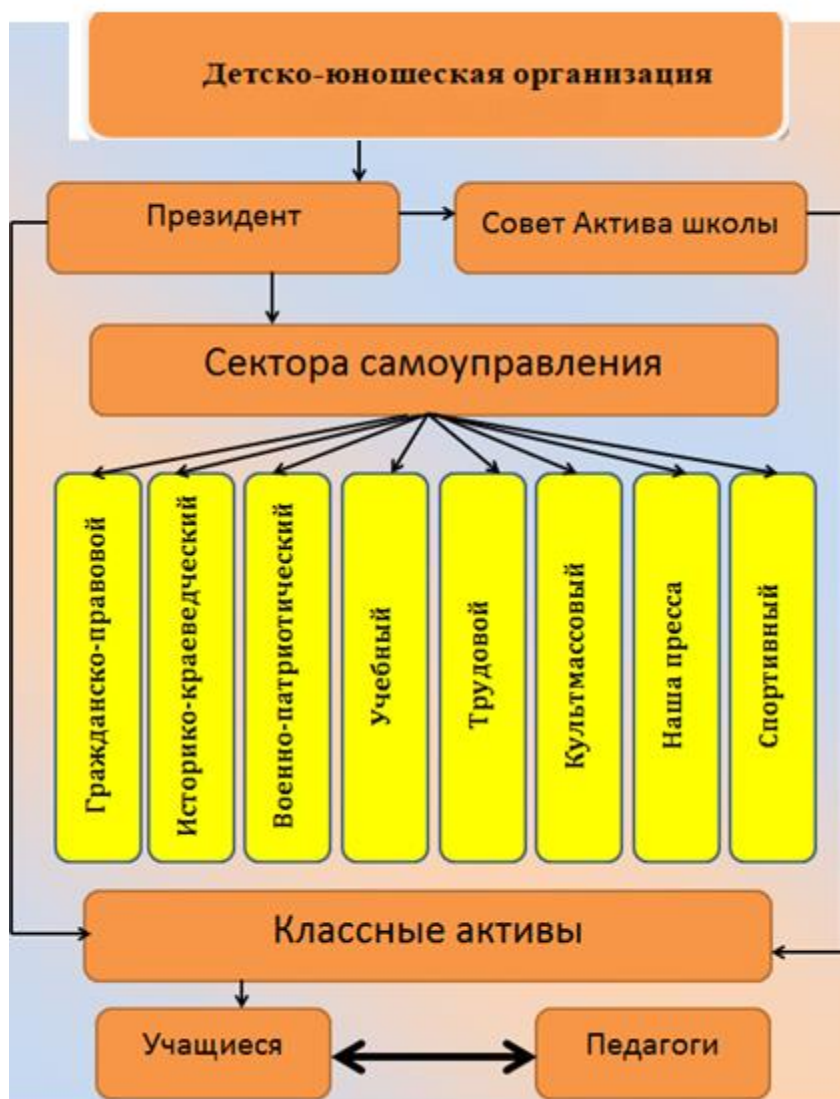 Детско-юношеская организация
Президент
Совет Актива школы
Сектора самоуправления
Гражданско-правовой
Историко-краеведческий
Военно-патриотический
Учебный
Трудовой
Культмассовый
Наша пресса
Спортивный
Классные активы
Учащиеся
Педагоги